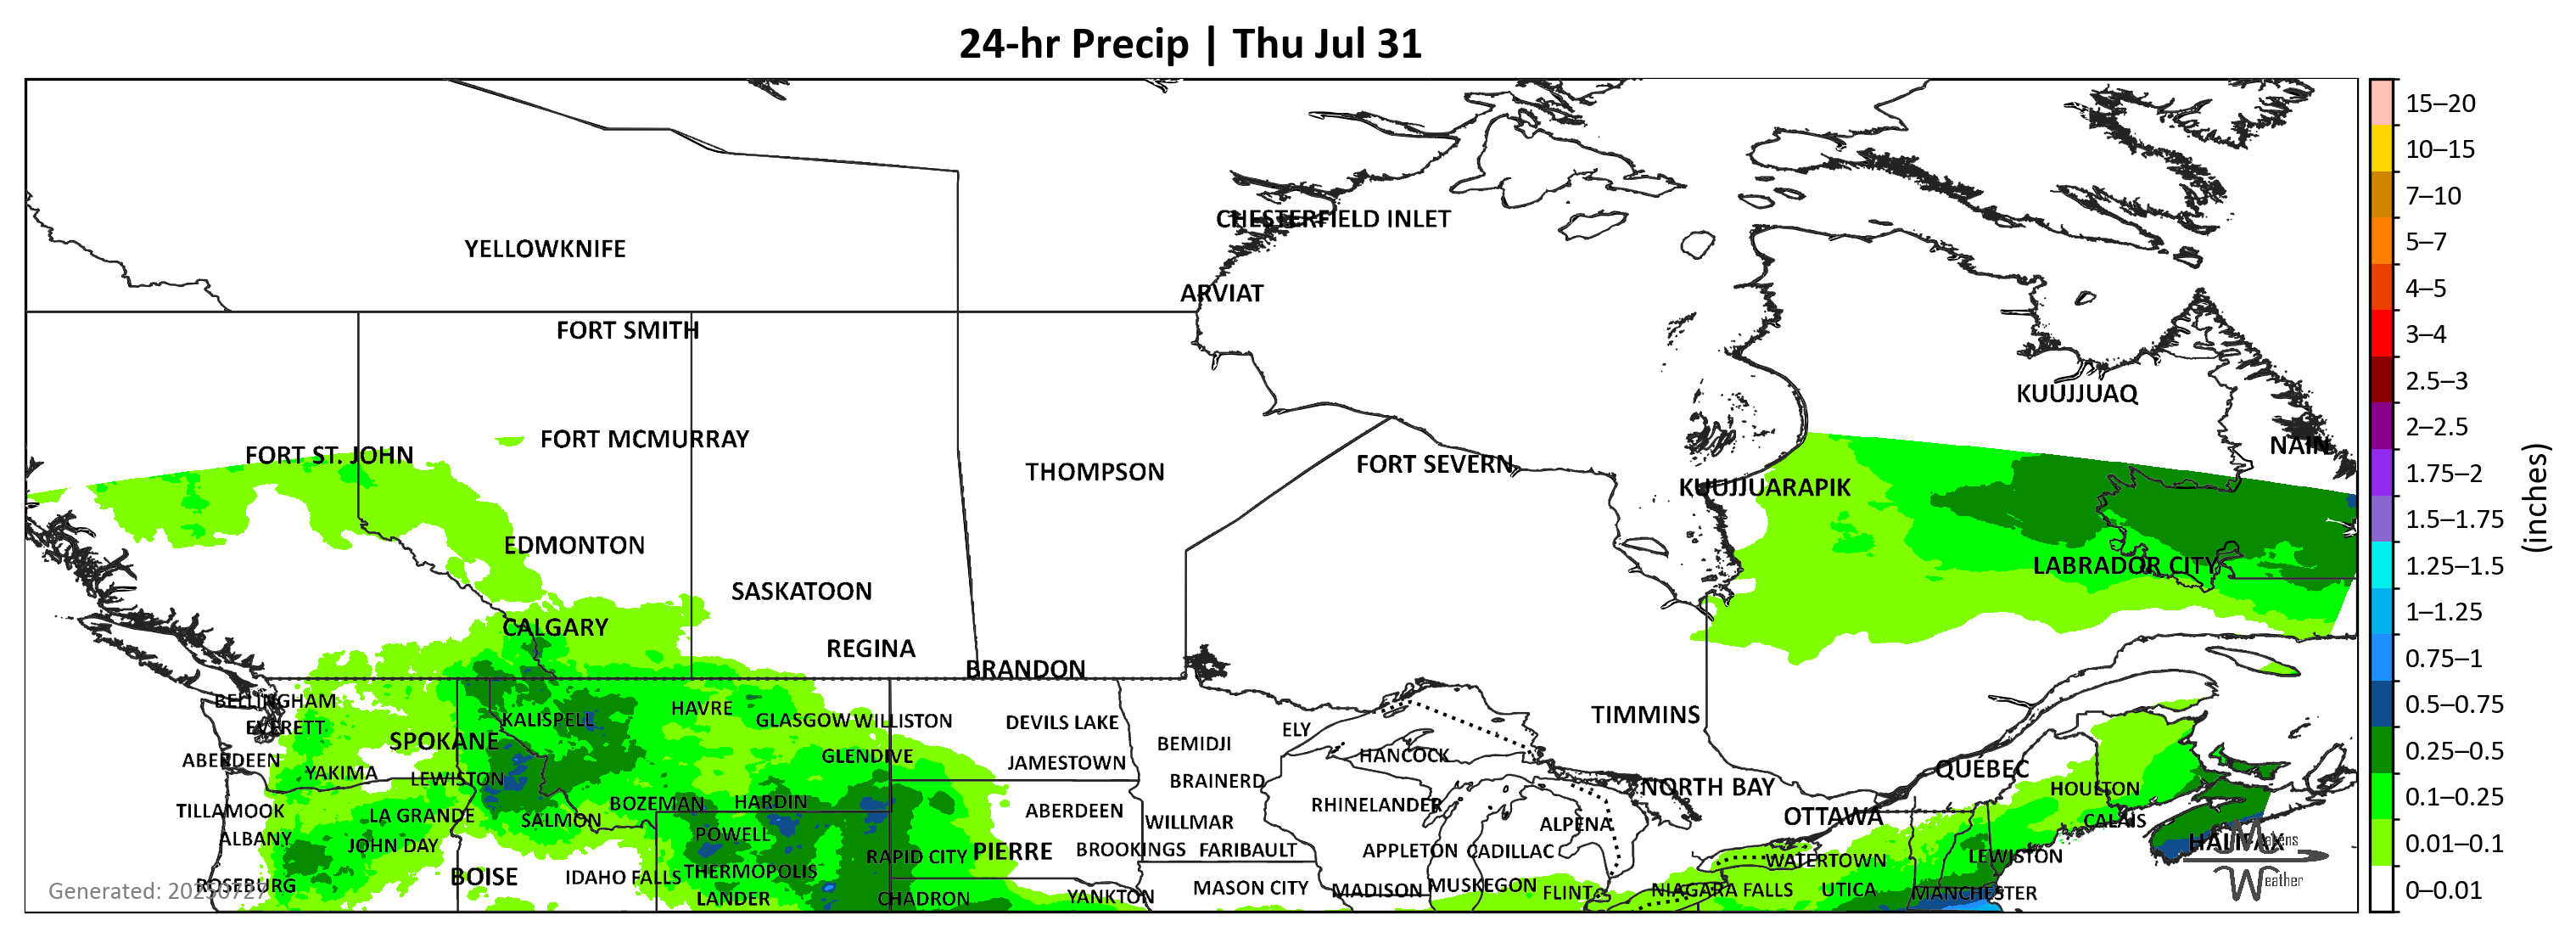 24-hr Precip | Thu Jul 31
15–20
10–15
7–10
5–7
4–5
3–4
2.5–3
2–2.5
1.75–2
1.5–1.75
1.25–1.5
1–1.25
0.75–1
0.5–0.75
0.25–0.5
0.1–0.25
0.01–0.1
0–0.01
(inches)
CHESTERFIELD INLET
YELLOWKNIFE
ARVIAT
FORT SMITH
KUUJJUAQ
FORT MCMURRAY
NAIN
FORT ST. JOHN
FORT SEVERN
THOMPSON
KUUJJUARAPIK
EDMONTON
LABRADOR CITY
SASKATOON
CALGARY
REGINA
BRANDON
BELLINGHAM
HAVRE
KALISPELL
GLASGOW WILLISTON
DEVILS LAKE
TIMMINS
EVERETT
ELY
SPOKANE
BEMIDJI
GLENDIVE
HANCOCK
ABERDEEN
JAMESTOWN
QUÉBEC
YAKIMA
LEWISTON
BRAINERD
NORTH BAY
HOULTON
BOZEMAN
HARDIN
RHINELANDER
TILLAMOOK
ABERDEEN
LA GRANDE
SALMON
WILLMAR
OTTAWA
CALAIS
ALPENA
POWELL
ALBANY
JOHN DAY
HALIFAX
Matens
BROOKINGS FARIBAULT
APPLETON CADILLAC
PIERRE
RAPID CITY
LEWISTON
WATERTOWN
THERMOPOLIS
BOISE
IDAHO FALLS
Weather
ROSEBURG
MASON CITY
MADISON
MUSKEGON
FLINT
NIAGARA FALLS
UTICA
MANCHESTER
LANDER
CHADRON
YANKTON
Generated: 20250727